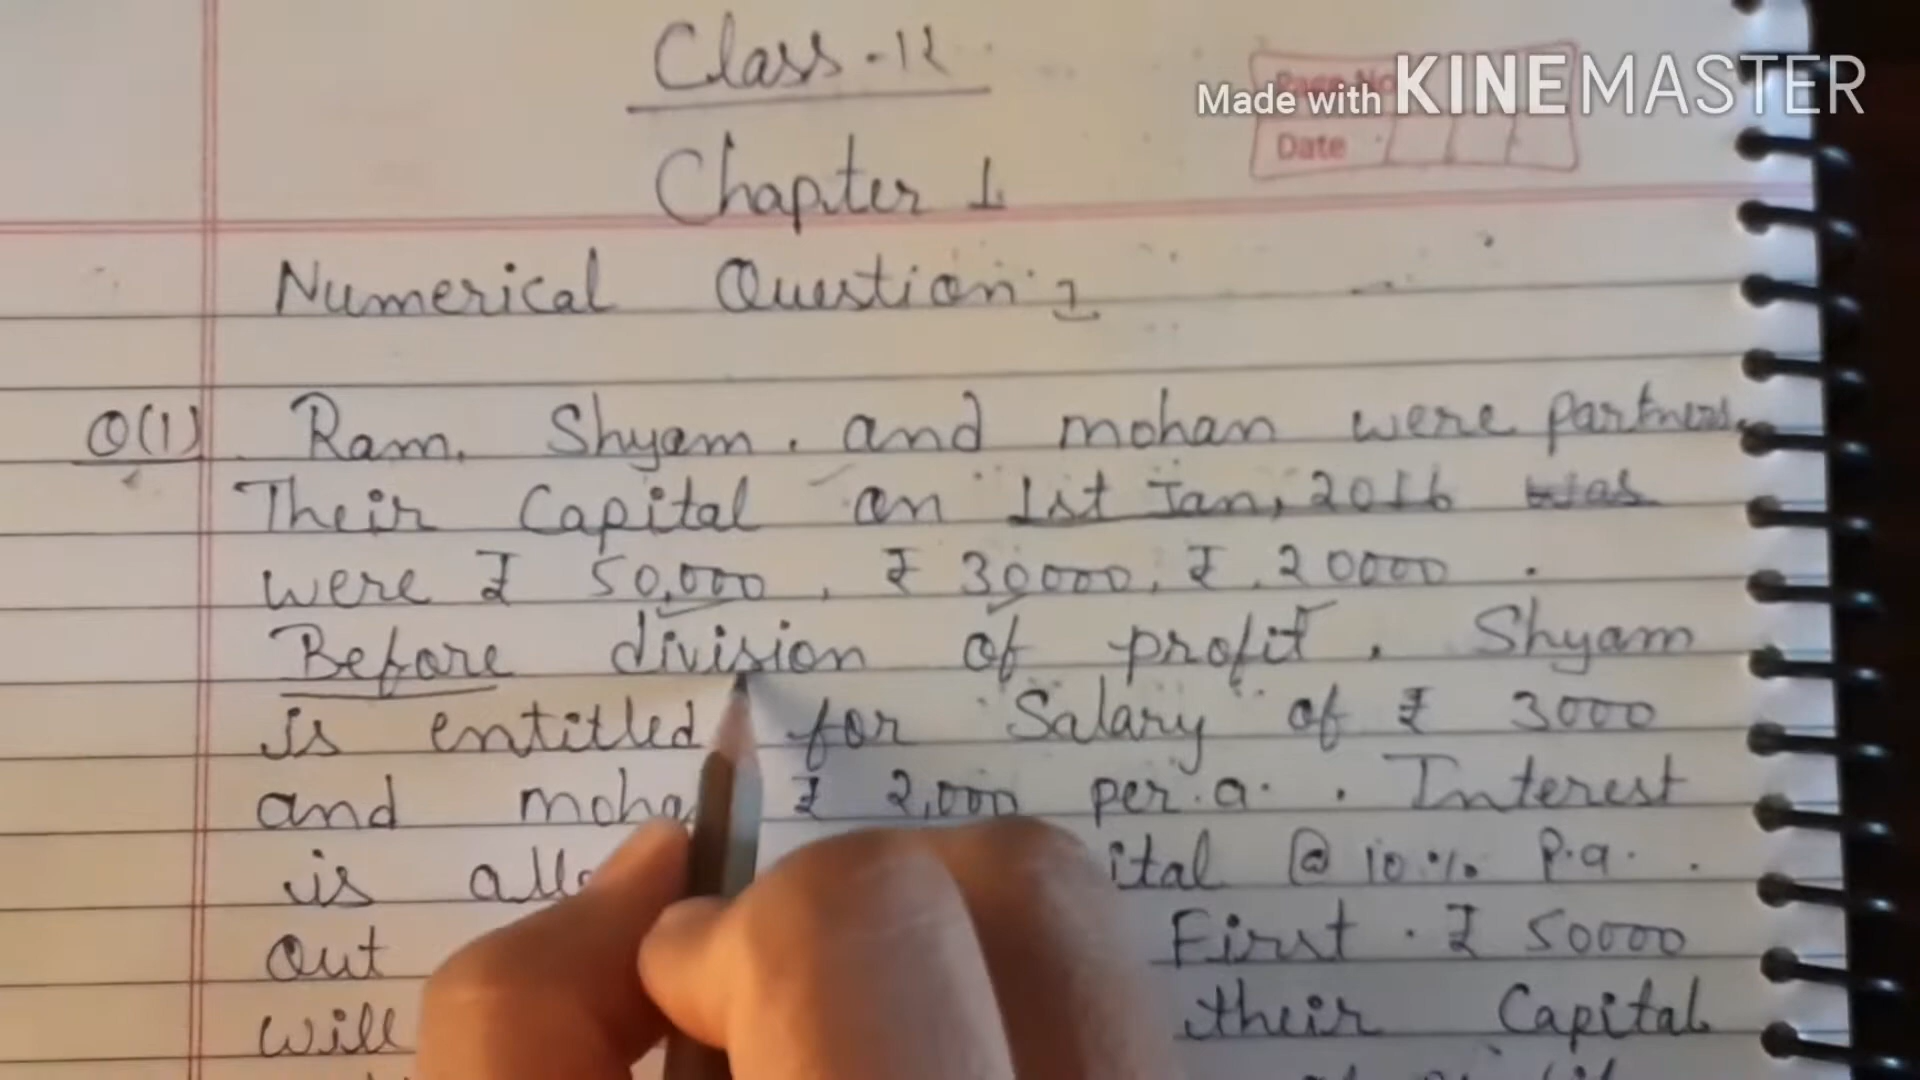 Class-12
Made with KINEMASTER
Page No
Date
Chapter 1
Numerical Question
Q(1). Ram, Shyam, and mohan were partners.
Their Capital on 1st Jan, 2016 was
were ₹ 50,000, ₹ 30000, ₹ 20000.
Before division of profit, Shyam
is entitled for Salary of ₹ 3000
and ₹ 2,000 per.a. Interest
is @ 10% P.a.
out First ₹ 50000
will their Capital